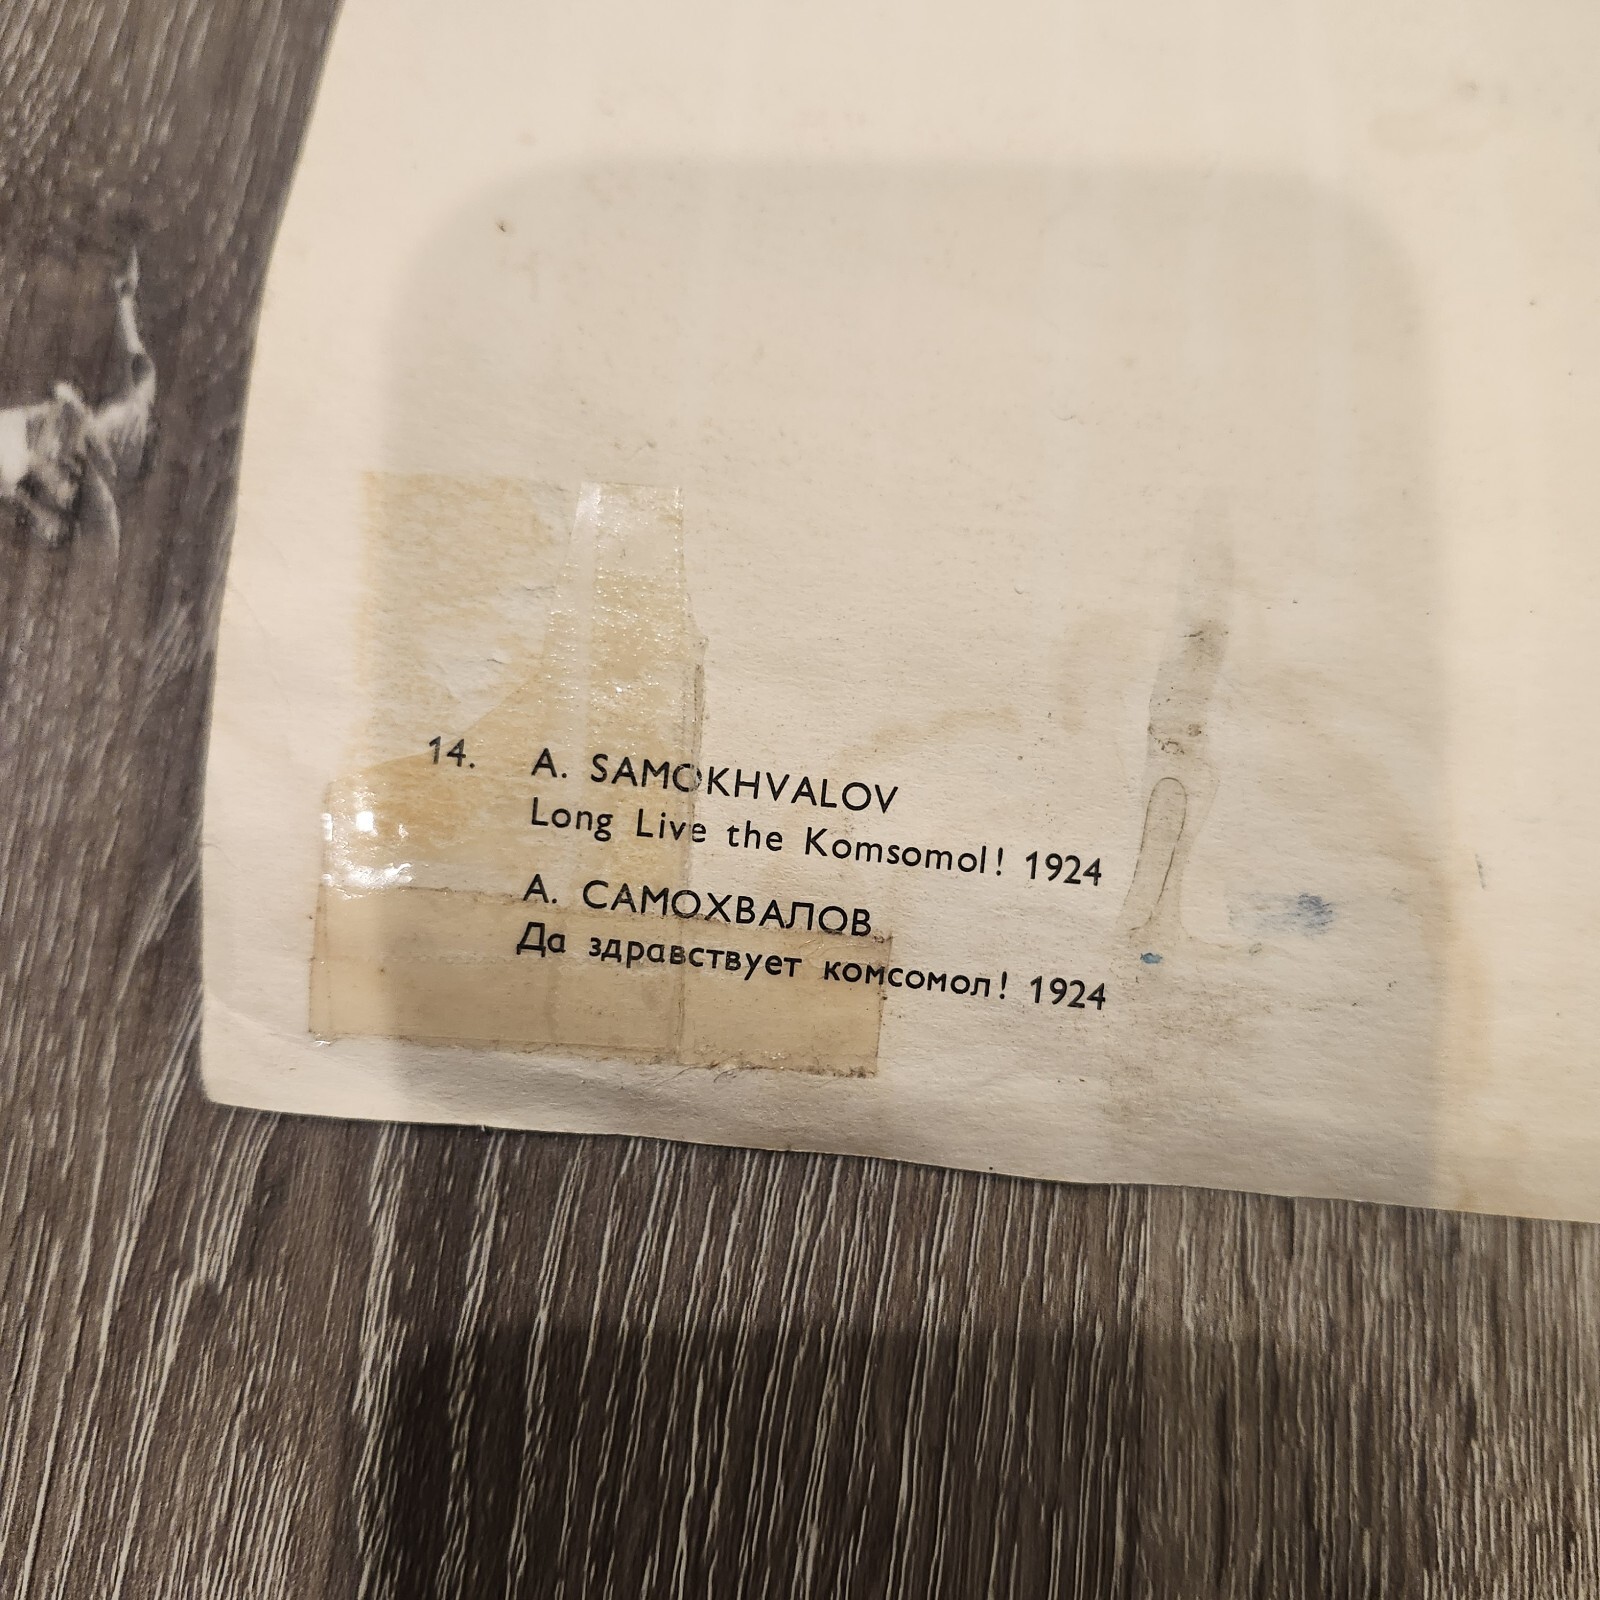 14. A. SAMOKHVALOV
Long Live the Komsomol! 1924
А. САМОХВАЛОВ
Да здравствует комсомол! 1924